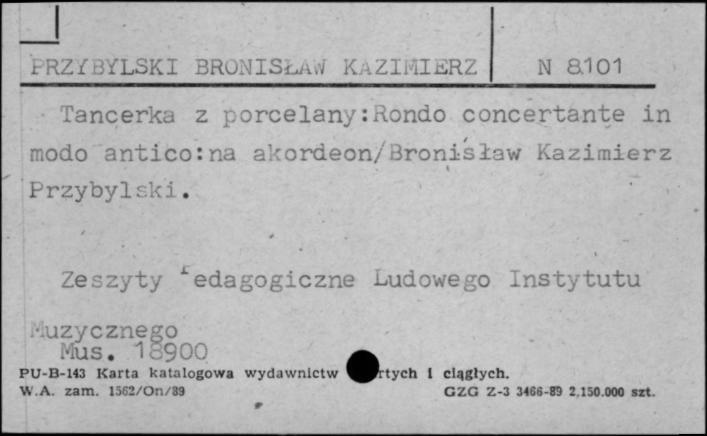 PRZYBYLSKI BRONISŁAW KAZIMIERZ N 8101
Tancerka z porcelany:Rondo concertante in
modo antico:na akordeon/Bronisław Kazimierz
Przybylski.
Zeszyty Pedagogiczne Ludowego Instytutu
Muzycznego
Mus. 18900
PU-B-143 Karta katalogowa wydawnictw i ciągłych.
W.A. zam. 1562/On/89 GZG Z-3 3466-89 2.150.000 szt.